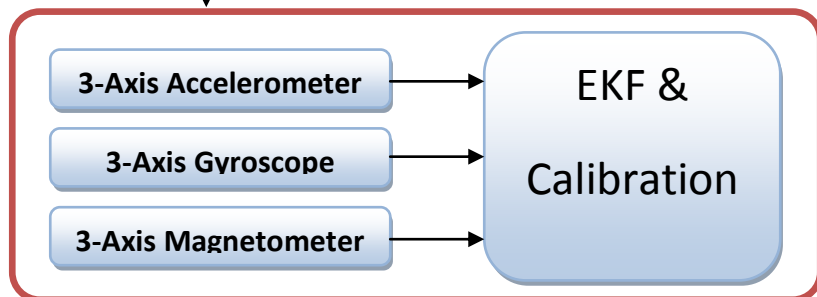 3-Axis Accelerometer
3-Axis Gyroscope
3-Axis Magnetometer
EKF &
Calibration